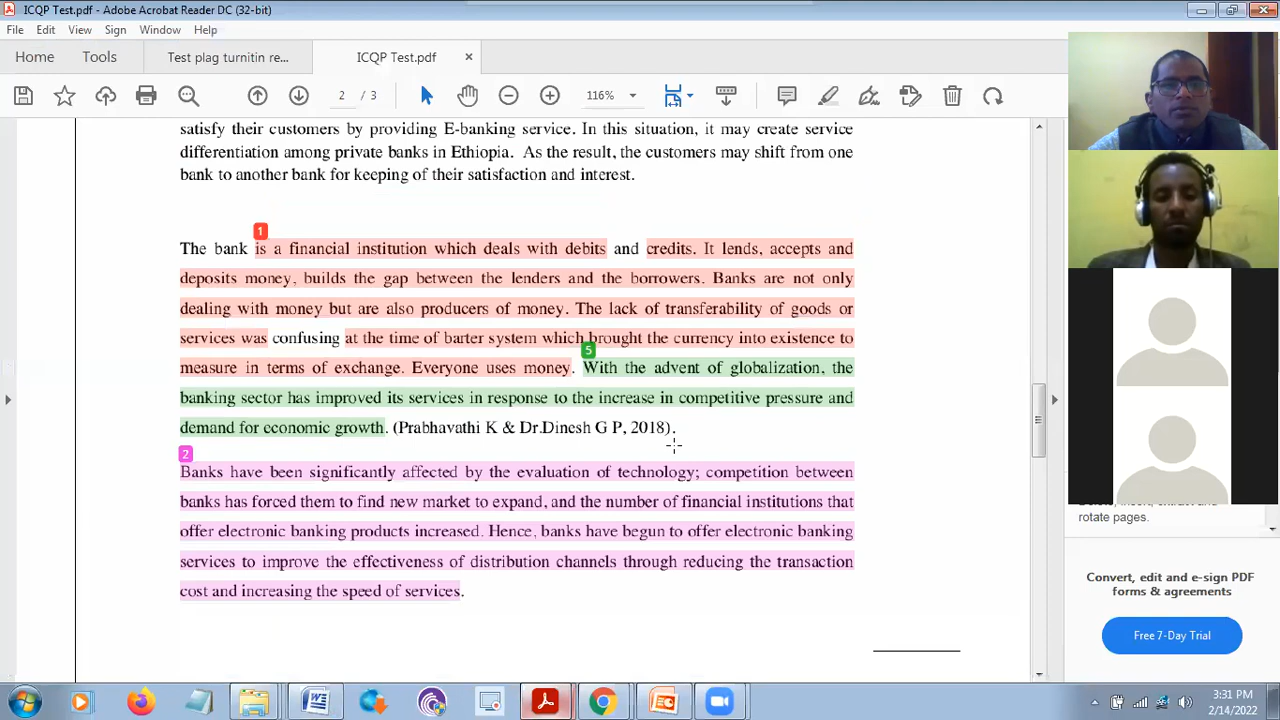 ICQP Test.pdf - Adobe Acrobat Reader DC (32-bit)
File Edit View Sign Window Help
Home Tools Test plag turnitin re... ICQP Test.pdf ×
2 / 3 116%
satisfy their customers by providing E-banking service. In this situation, it may create service
differentiation among private banks in Ethiopia. As the result, the customers may shift from one
bank to another bank for keeping of their satisfaction and interest.
1
The bank is a financial institution which deals with debits and credits. It lends, accepts and
deposits money, builds the gap between the lenders and the borrowers. Banks are not only
dealing with money but are also producers of money. The lack of transferability of goods or
services was confusing at the time of barter system which brought the currency into existence to
5
measure in terms of exchange. Everyone uses money. With the advent of globalization, the
banking sector has improved its services in response to the increase in competitive pressure and
demand for economic growth. (Prabhavathi K & Dr.Dinesh G P, 2018).
2
Banks have been significantly affected by the evaluation of technology; competition between
banks has forced them to find new market to expand, and the number of financial institutions that
offer electronic banking products increased. Hence, banks have begun to offer electronic banking
services to improve the effectiveness of distribution channels through reducing the transaction
cost and increasing the speed of services.
rotate pages.
Convert, edit and e-sign PDF
forms & agreements
Free 7-Day Trial
3:31 PM
2/14/2022